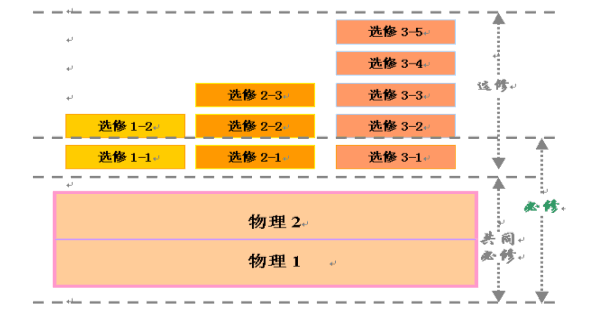 选修 3-5
选修 3-4
选修 2-3
选修 3-3
选修
选修 1-2
选修 2-2
选修 3-2
选修 1-1
选修 2-1
选修 3-1
物理 2
必修
共同
必修
物理 1